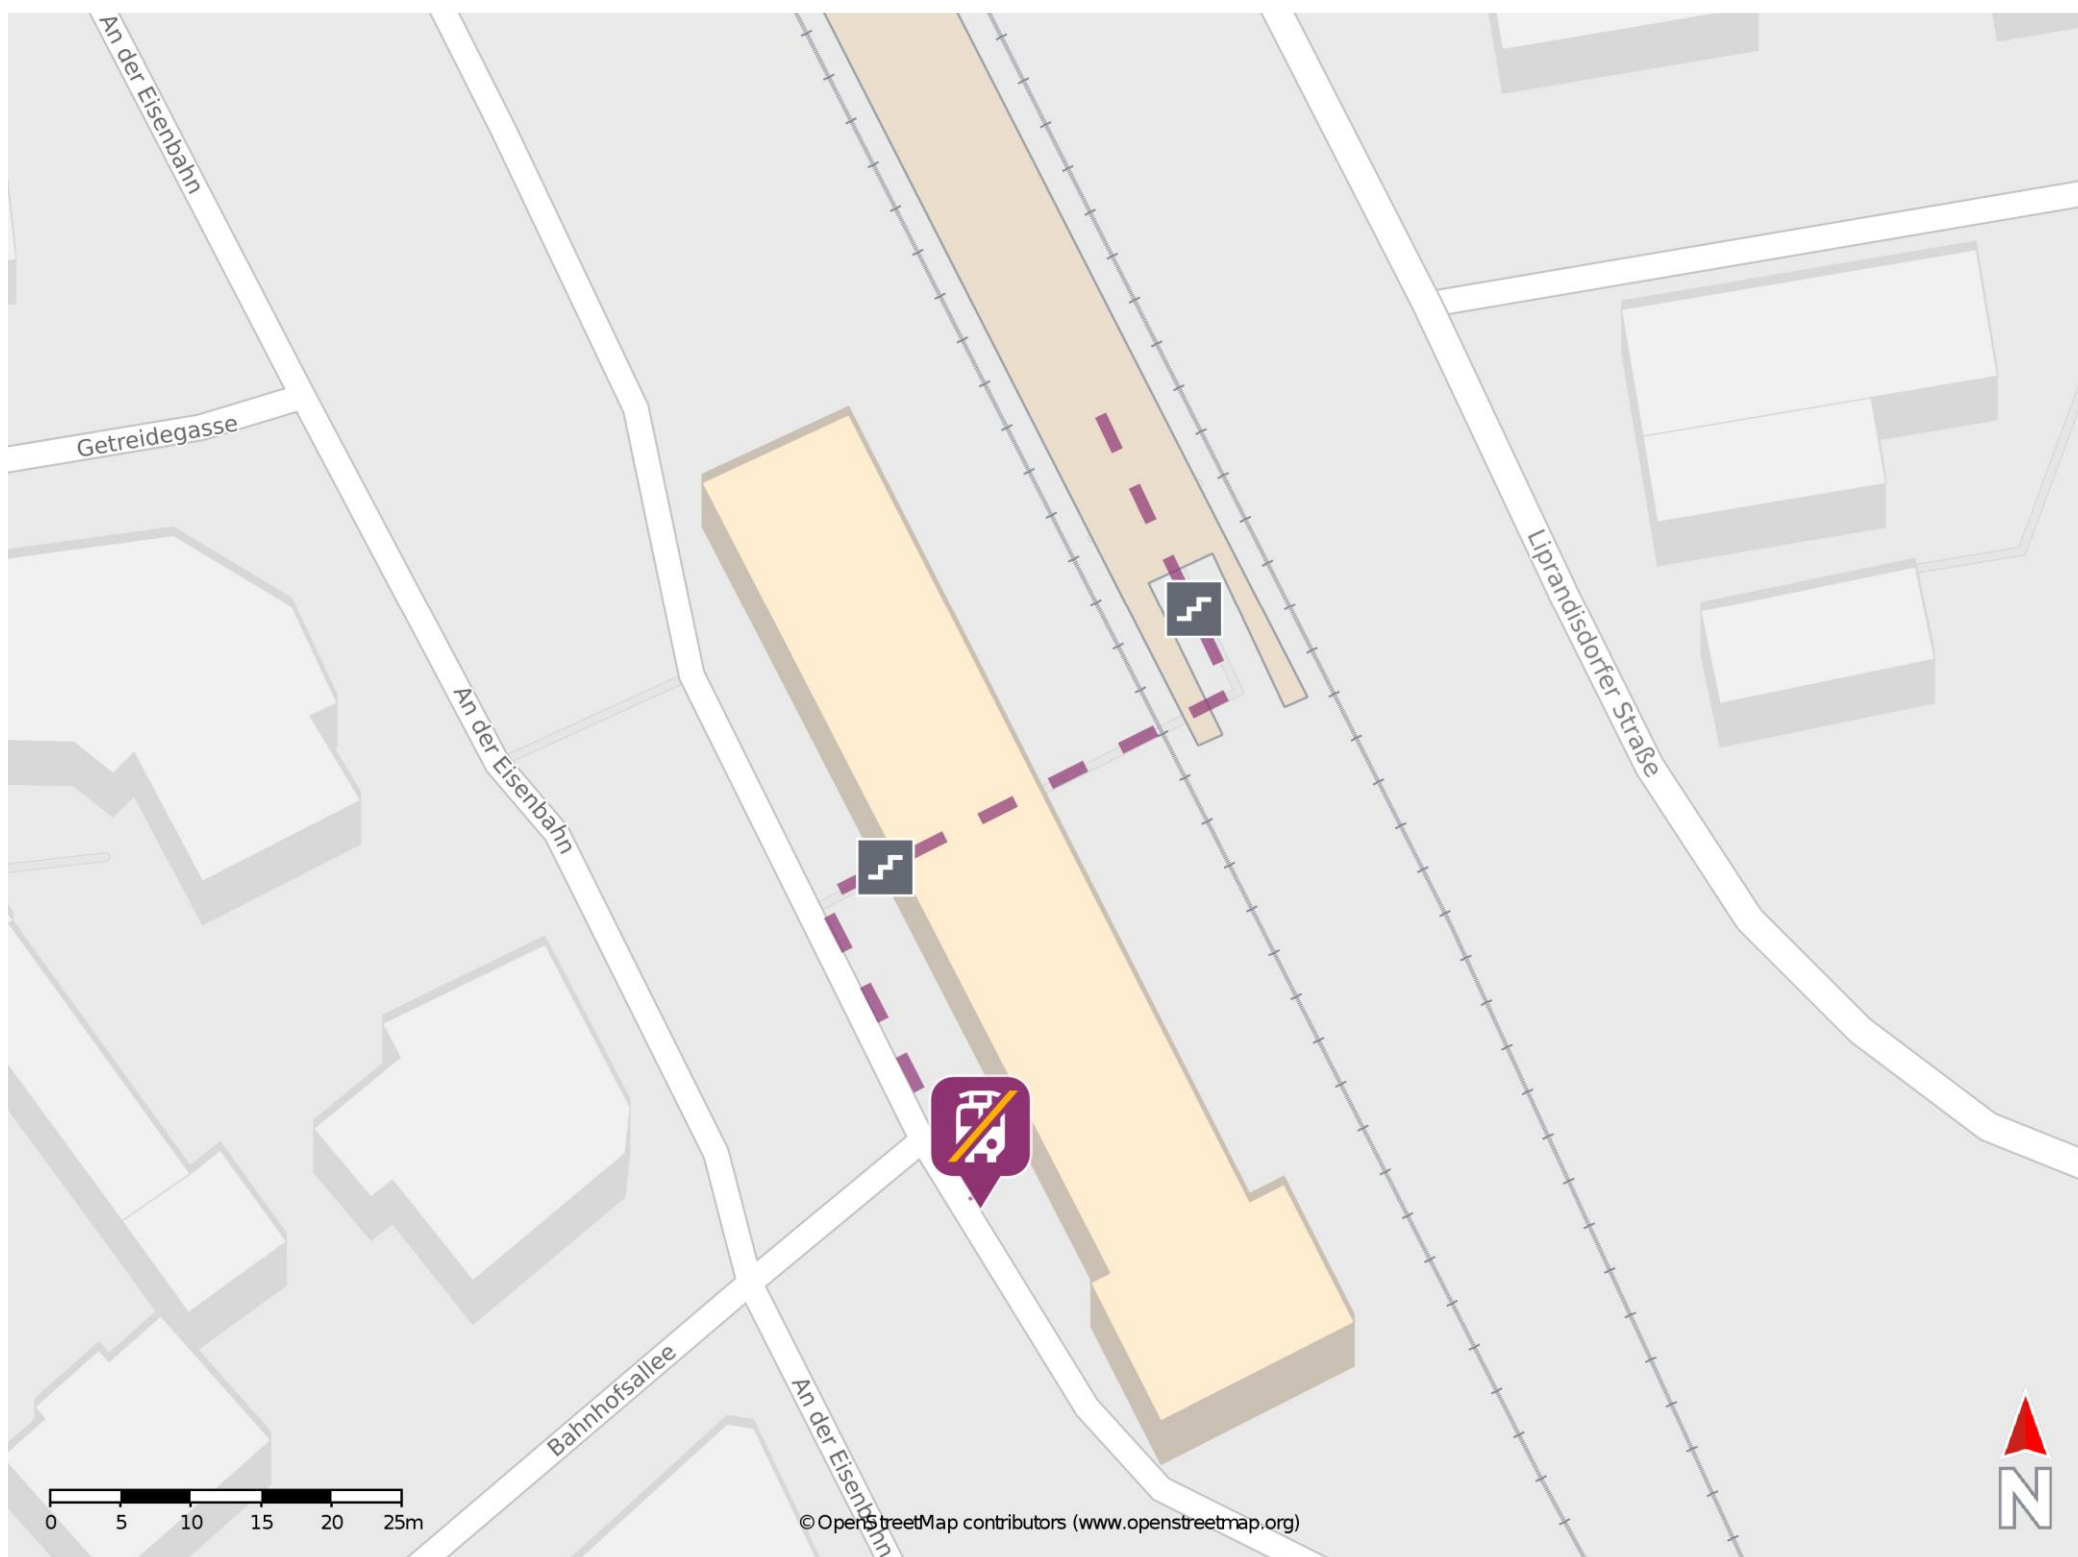 An der Eisenbahn
Getreidegasse
Liprandisdorfer Straße
An der Eisenbahn
Bahnhofsallee
An der Eisenbahn
0 5 10 15 20 25m
© OpenStreetMap contributors (www.openstreetmap.org)
N